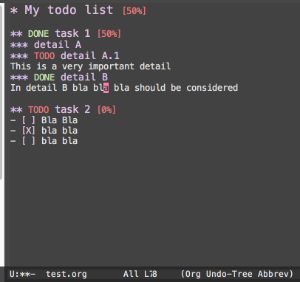 * My todo list [50%]
** DONE task 1 [50%]
*** detail A
*** TODO detail A.1
This is a very important detail
*** DONE detail B
In detail B bla bla bla should be considered
** TODO task 2 [0%]
- [ ] Bla Bla
- [X] bla bla
- [ ] bla bla
U:**- test.org All L18 (Org Undo-Tree Abbrev)